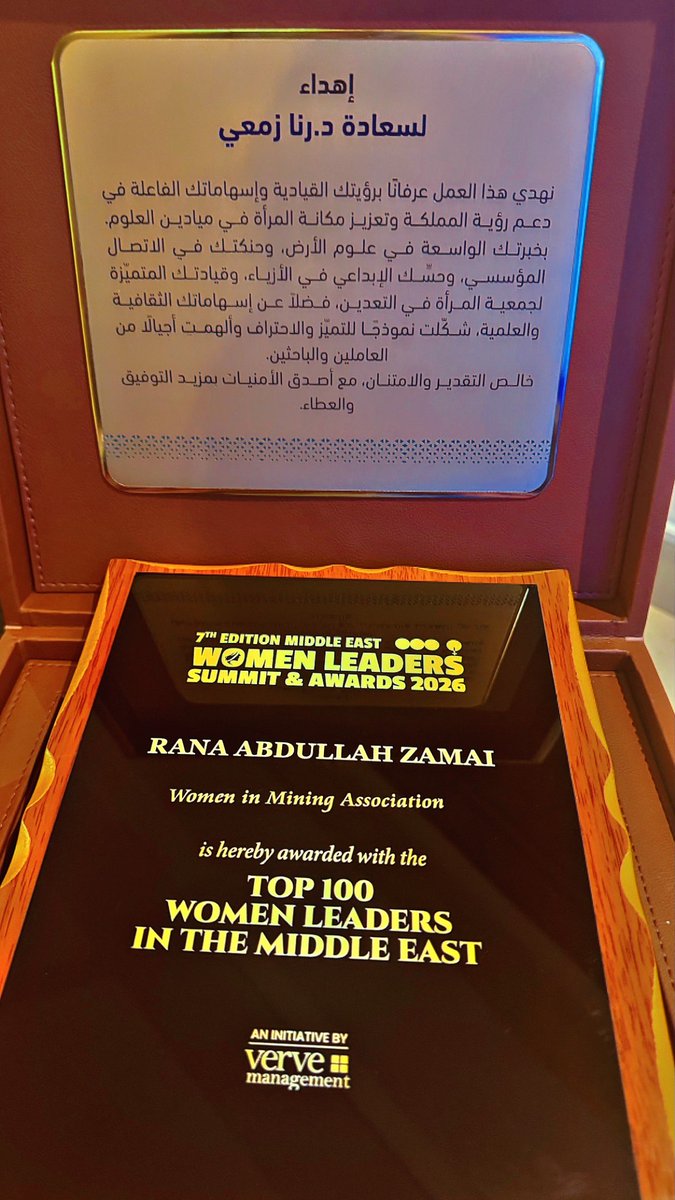 إهداء
لسعادة د.رنا زمعي
نهدي هذا العمل عرفانًا برؤيتك القيادية وإسهاماتك الفاعلة في
دعم رؤية المملكة وتعزيز مكانة المرأة في ميادين العلوم.
بخبرتك الواسعة في علوم الأرض، وحنكتك في الاتصال
المؤسسي، وحسّك الإبداعي في الأزياء، وقيادتك المتميّزة
لجمعية المرأة في التعدين، فضلًا عن إسهاماتك الثقافية
والعلمية، شكّلت نموذجًا للتميّز والاحتراف وألهمتِ أجيالًا من
العاملين والباحثين.
خالص التقدير والامتنان، مع أصدق الأمنيات بمزيد التوفيق
والعطاء.
7TH EDITION MIDDLE EAST
WOMEN LEADERS
SUMMIT & AWARDS 2026
RANA ABDULLAH ZAMAI
Women in Mining Association
is hereby awarded with the
TOP 100
WOMEN LEADERS
IN THE MIDDLE EAST
AN INITIATIVE BY
verve
management